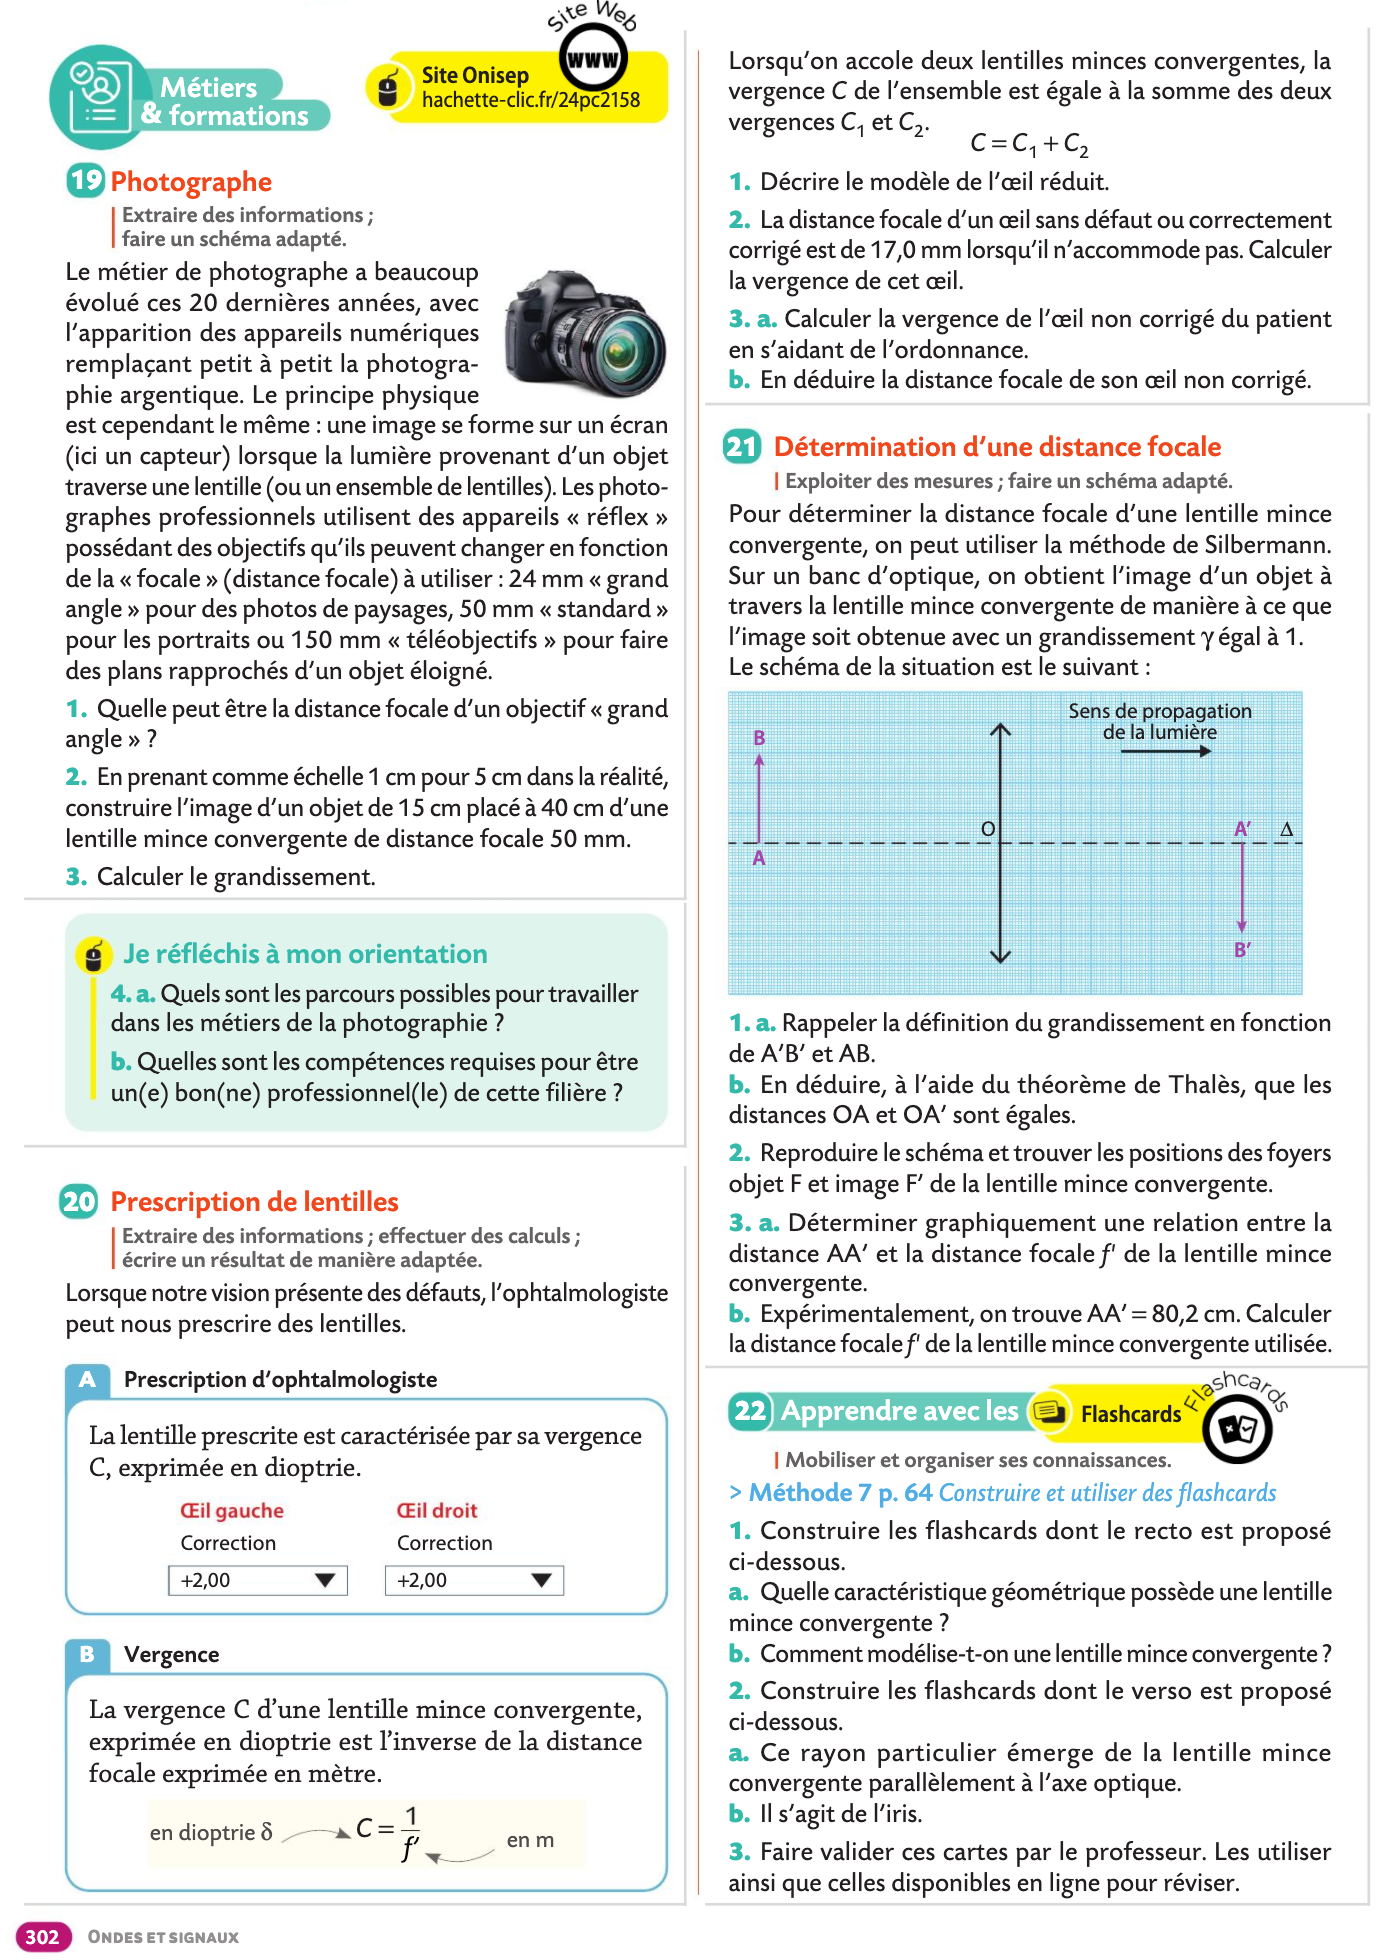 Métiers
& formations
Site Web
www
Site Onisep
hachette-clic.fr/24pc2158
19 Photographe
Extraire des informations ;
faire un schéma adapté.
Le métier de photographe a beaucoup
évolué ces 20 dernières années, avec
l'apparition des appareils numériques
remplaçant petit à petit la photogra-
phie argentique. Le principe physique
est cependant le même : une image se forme sur un écran
(ici un capteur) lorsque la lumière provenant d'un objet
traverse une lentille (ou un ensemble de lentilles). Les photo-
graphes professionnels utilisent des appareils « réflex »
possédant des objectifs qu'ils peuvent changer en fonction
de la « focale » (distance focale) à utiliser : 24 mm « grand
angle » pour des photos de paysages, 50 mm « standard »
pour les portraits ou 150 mm « téléobjectifs » pour faire
des plans rapprochés d'un objet éloigné.
1. Quelle peut être la distance focale d'un objectif « grand
angle » ?
2. En prenant comme échelle 1 cm pour 5 cm dans la réalité,
construire l'image d'un objet de 15 cm placé à 40 cm d'une
lentille mince convergente de distance focale 50 mm.
3. Calculer le grandissement.
Je réfléchis à mon orientation
4. a. Quels sont les parcours possibles pour travailler
dans les métiers de la photographie ?
b. Quelles sont les compétences requises pour être
un(e) bon(ne) professionnel(le) de cette filière ?
20 Prescription de lentilles
Extraire des informations ; effectuer des calculs ;
écrire un résultat de manière adaptée.
Lorsque notre vision présente des défauts, l'ophtalmologiste
peut nous prescrire des lentilles.
A Prescription d'ophtalmologiste
La lentille prescrite est caractérisée par sa vergence
C, exprimée en dioptrie.
Œil gauche Œil droit
Correction Correction
+2,00 +2,00
B Vergence
La vergence C d'une lentille mince convergente,
exprimée en dioptrie est l'inverse de la distance
focale exprimée en mètre.
en dioptrie δ C = 1/f' en m
Lorsqu'on accole deux lentilles minces convergentes, la
vergence C de l'ensemble est égale à la somme des deux
vergences C₁ et C₂.
C = C₁ + C₂
1. Décrire le modèle de l'œil réduit.
2. La distance focale d'un œil sans défaut ou correctement
corrigé est de 17,0 mm lorsqu'il n'accommode pas. Calculer
la vergence de cet œil.
3. a. Calculer la vergence de l'œil non corrigé du patient
en s'aidant de l'ordonnance.
b. En déduire la distance focale de son œil non corrigé.
21 Détermination d'une distance focale
Exploiter des mesures ; faire un schéma adapté.
Pour déterminer la distance focale d'une lentille mince
convergente, on peut utiliser la méthode de Silbermann.
Sur un banc d'optique, on obtient l'image d'un objet à
travers la lentille mince convergente de manière à ce que
l'image soit obtenue avec un grandissement γ égal à 1.
Le schéma de la situation est le suivant :
Sens de propagation
de la lumière
B
O
A' Δ
A
B'
1. a. Rappeler la définition du grandissement en fonction
de A'B' et AB.
b. En déduire, à l'aide du théorème de Thalès, que les
distances OA et OA' sont égales.
2. Reproduire le schéma et trouver les positions des foyers
objet F et image F' de la lentille mince convergente.
3. a. Déterminer graphiquement une relation entre la
distance AA' et la distance focale f' de la lentille mince
convergente.
b. Expérimentalement, on trouve AA' = 80,2 cm. Calculer
la distance focale f' de la lentille mince convergente utilisée.
22 Apprendre avec les Flashcards
Flashcards
Mobiliser et organiser ses connaissances.
> Méthode 7 p. 64 Construire et utiliser des flashcards
1. Construire les flashcards dont le recto est proposé
ci-dessous.
a. Quelle caractéristique géométrique possède une lentille
mince convergente ?
b. Comment modélise-t-on une lentille mince convergente ?
2. Construire les flashcards dont le verso est proposé
ci-dessous.
a. Ce rayon particulier émerge de la lentille mince
convergente parallèlement à l'axe optique.
b. Il s'agit de l'iris.
3. Faire valider ces cartes par le professeur. Les utiliser
ainsi que celles disponibles en ligne pour réviser.
302 ONDES ET SIGNAUX